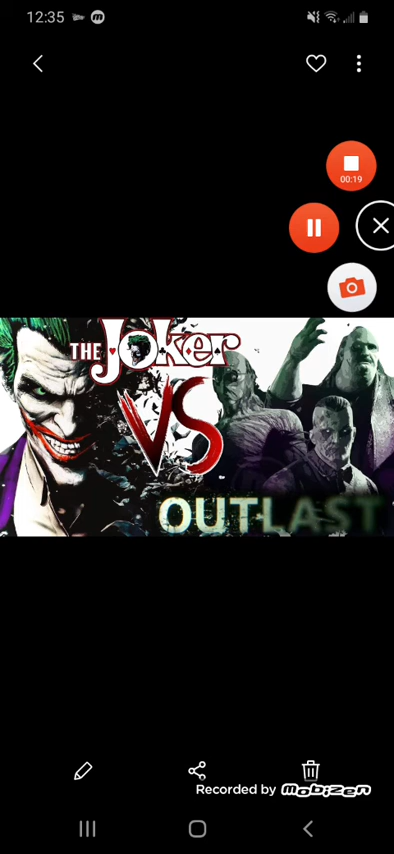 12:35
00:19
THE Joker
VS
OUTLAST
Recorded by mobizen